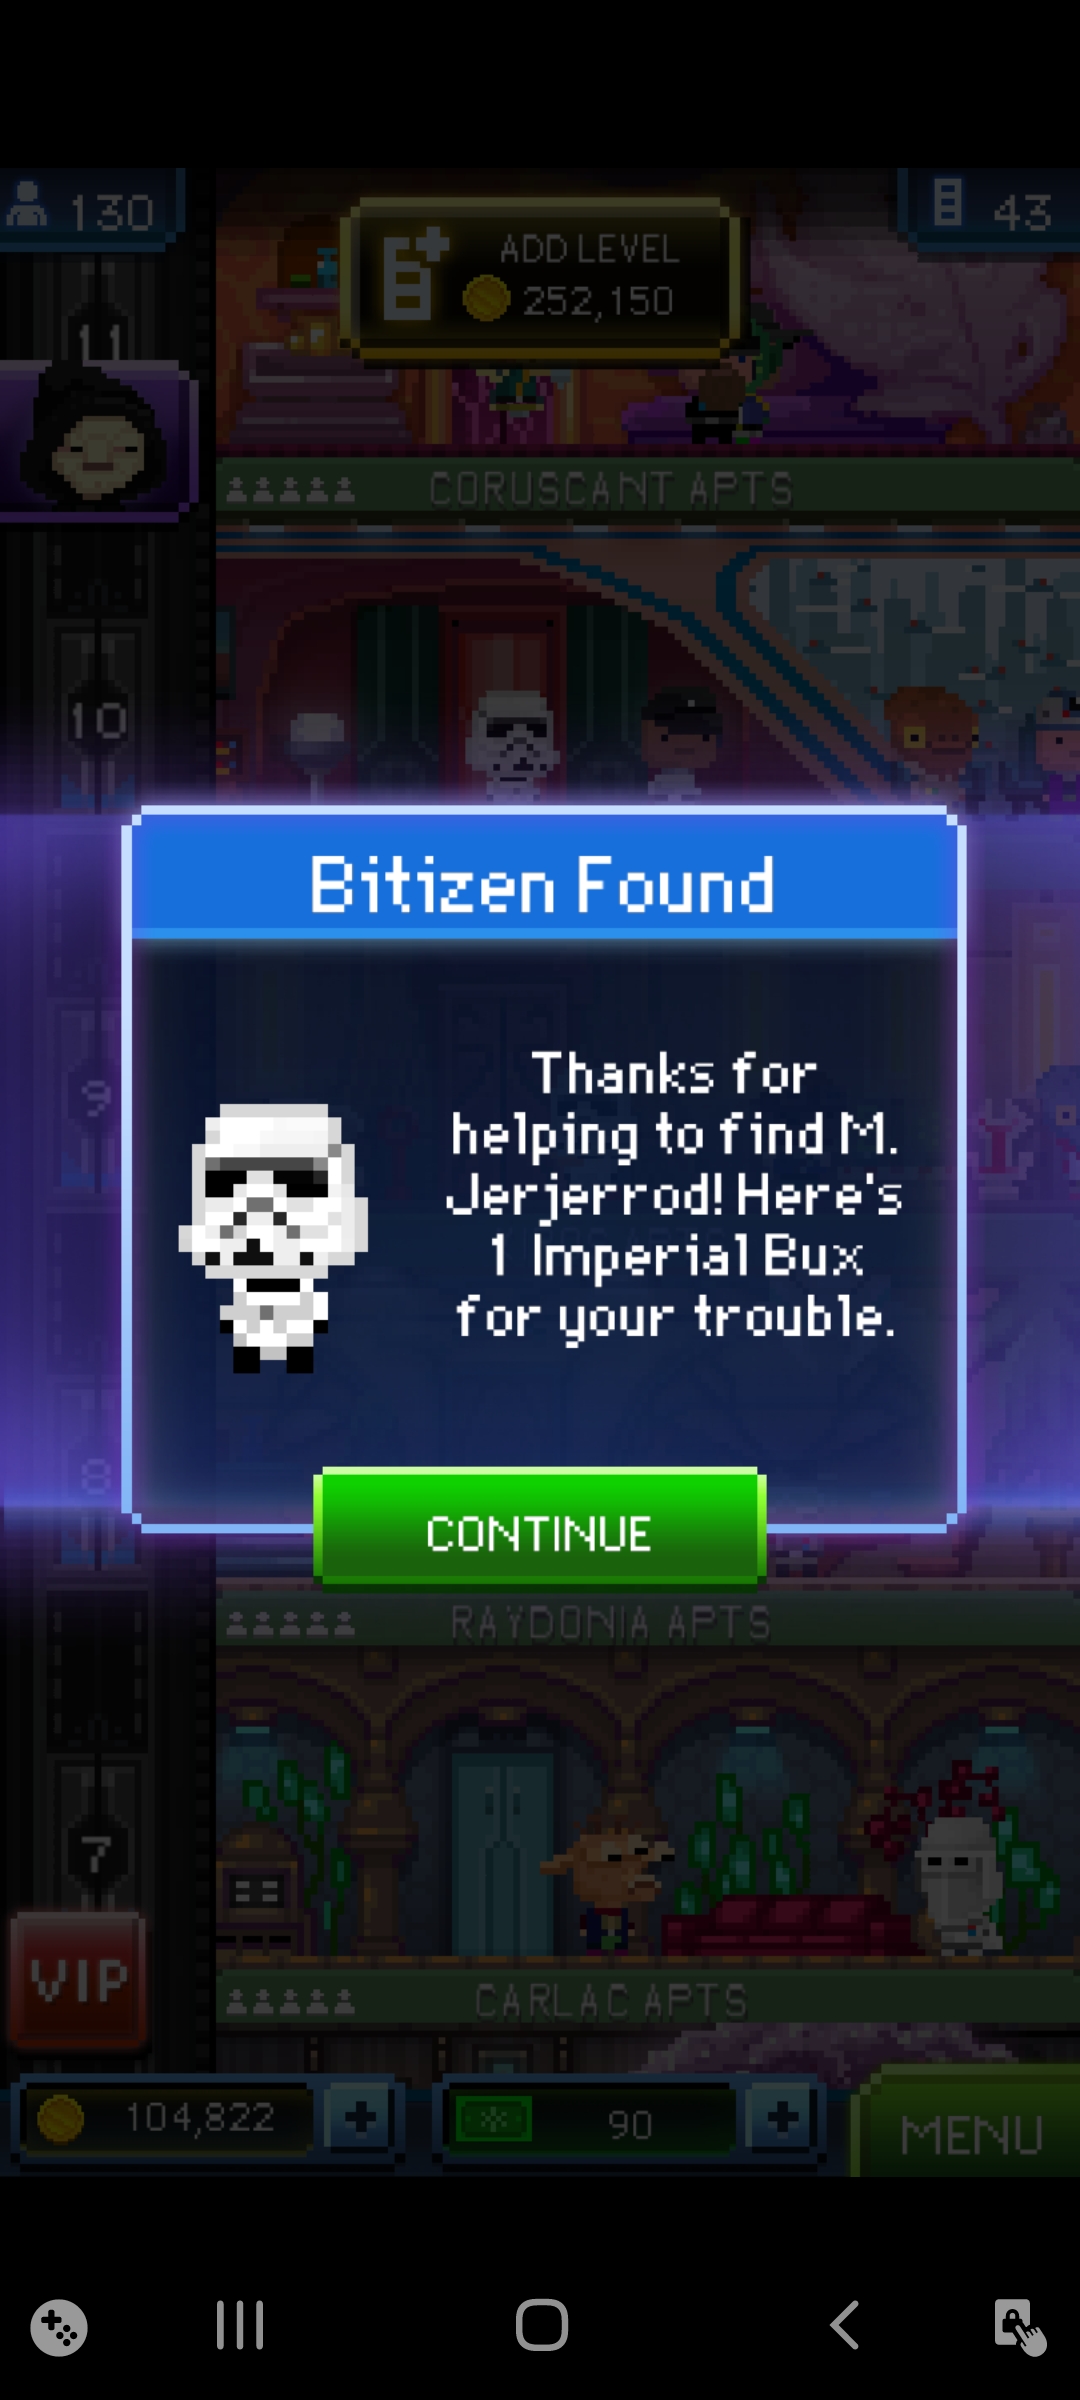 130
ADD LEVEL
252,150
43
11
CORUSCANT APTS
10
Bitizen Found
Thanks for
helping to find M.
Jerjerrod! Here's
1 Imperial Bux
for your trouble.
9
8
CONTINUE
RAYDONIA APTS
7
VIP
CARLAC APTS
104,822
90
MENU